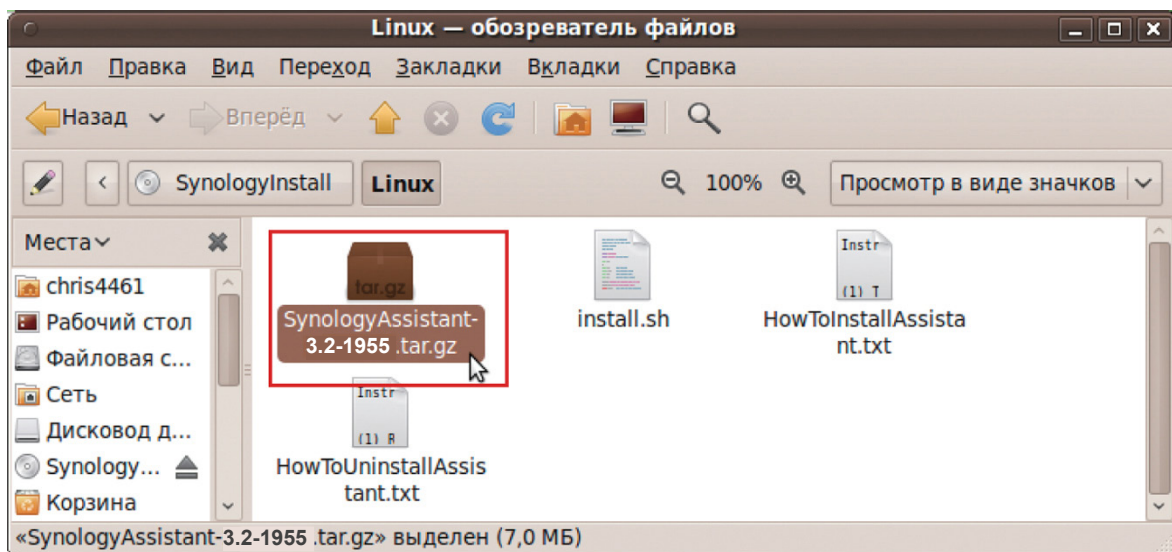 Linux — обозреватель файлов
Файл Правка Вид Переход Закладки Вкладки Справка
Назад Вперёд
SynologyInstall Linux 100% Просмотр в виде значков
Места
chris4461
Рабочий стол
Файловая с...
Сеть
Дисковод д...
Synology...
Корзина
tar.gz
SynologyAssistant-
3.2-1955 .tar.gz
install.sh
Instr
(1) T
HowToInstallAssista
nt.txt
Instr
(1) R
HowToUninstallAssis
tant.txt
«SynologyAssistant-3.2-1955 .tar.gz» выделен (7,0 МБ)